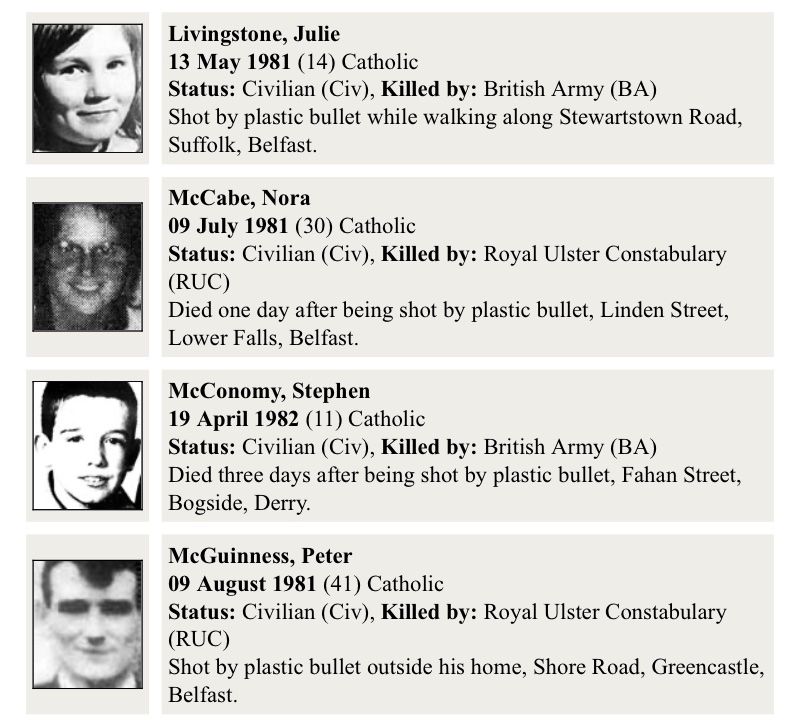 Livingstone, Julie
13 May 1981 (14) Catholic
Status: Civilian (Civ), Killed by: British Army (BA)
Shot by plastic bullet while walking along Stewartstown Road,
Suffolk, Belfast.
McCabe, Nora
09 July 1981 (30) Catholic
Status: Civilian (Civ), Killed by: Royal Ulster Constabulary
(RUC)
Died one day after being shot by plastic bullet, Linden Street,
Lower Falls, Belfast.
McConomy, Stephen
19 April 1982 (11) Catholic
Status: Civilian (Civ), Killed by: British Army (BA)
Died three days after being shot by plastic bullet, Fahan Street,
Bogside, Derry.
McGuinness, Peter
09 August 1981 (41) Catholic
Status: Civilian (Civ), Killed by: Royal Ulster Constabulary
(RUC)
Shot by plastic bullet outside his home, Shore Road, Greencastle,
Belfast.